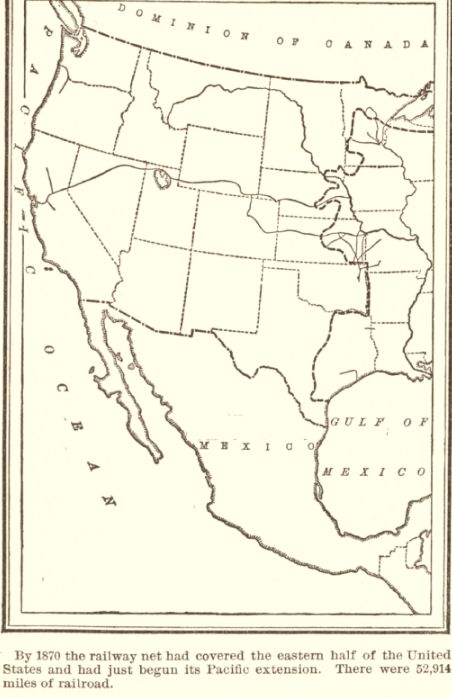 DOMINION OF CANADA
PACIFIC
OCEAN
GULF OF
MEXICO
MEXICO
By 1870 the railway net had covered the eastern half of the United
States and had just begun its Pacific extension. There were 52,914
miles of railroad.